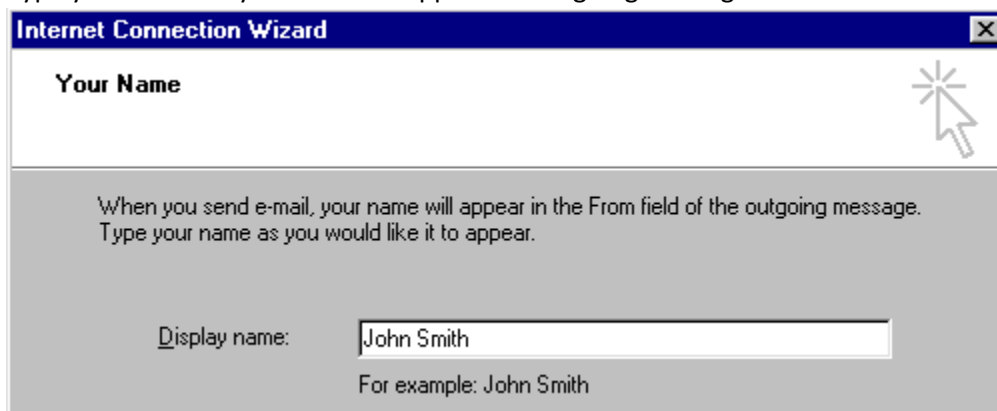 Internet Connection Wizard
Your Name
When you send e-mail, your name will appear in the From field of the outgoing message.
Type your name as you would like it to appear.
Display name:
John Smith
For example: John Smith